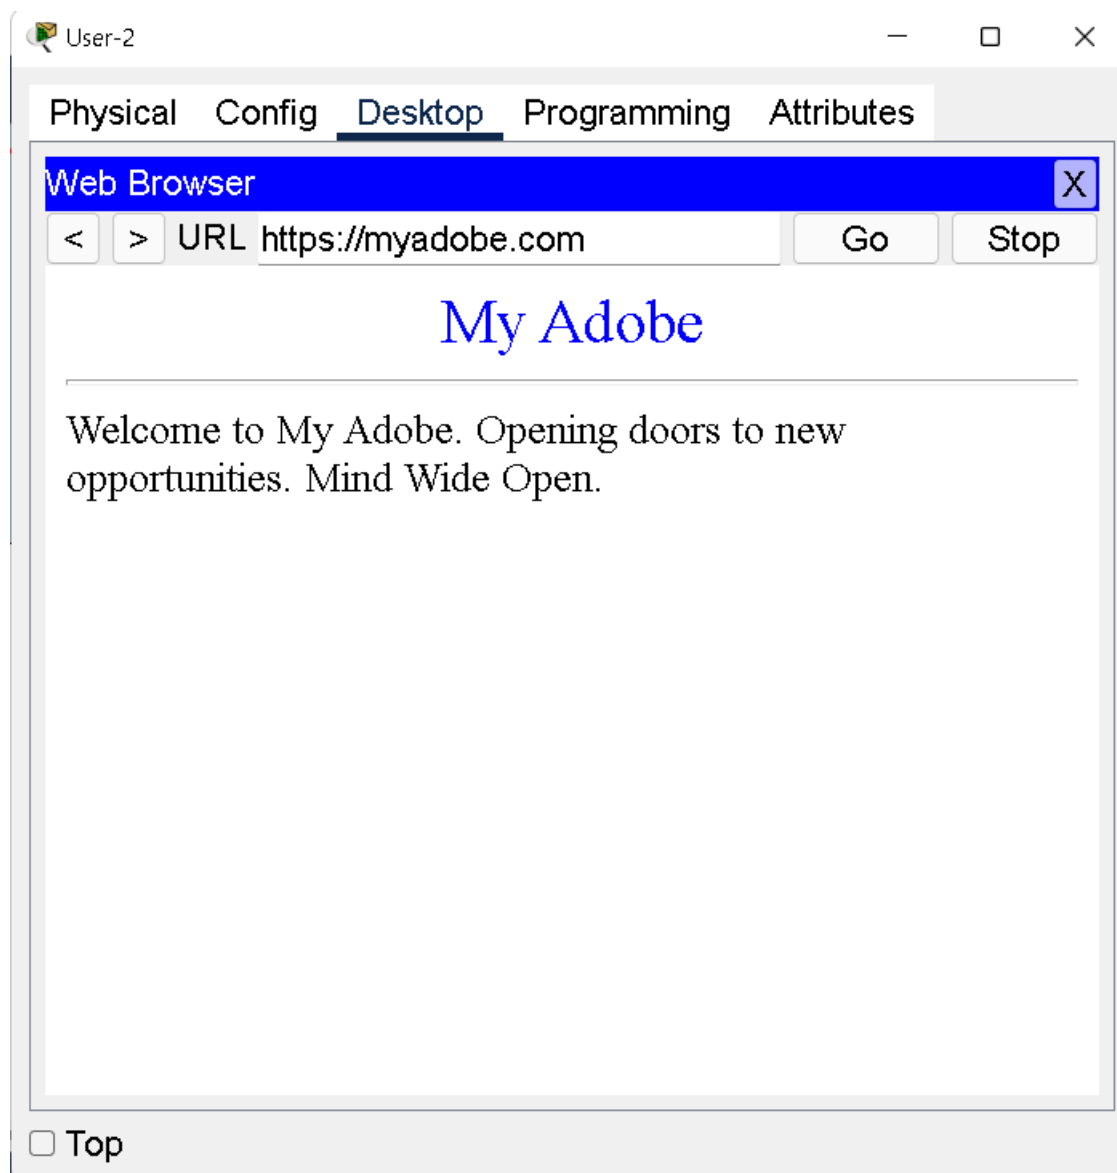 User-2
Physical Config Desktop Programming Attributes
Web Browser X
< > URL https://myadobe.com Go Stop
My Adobe
Welcome to My Adobe. Opening doors to new
opportunities. Mind Wide Open.
Top